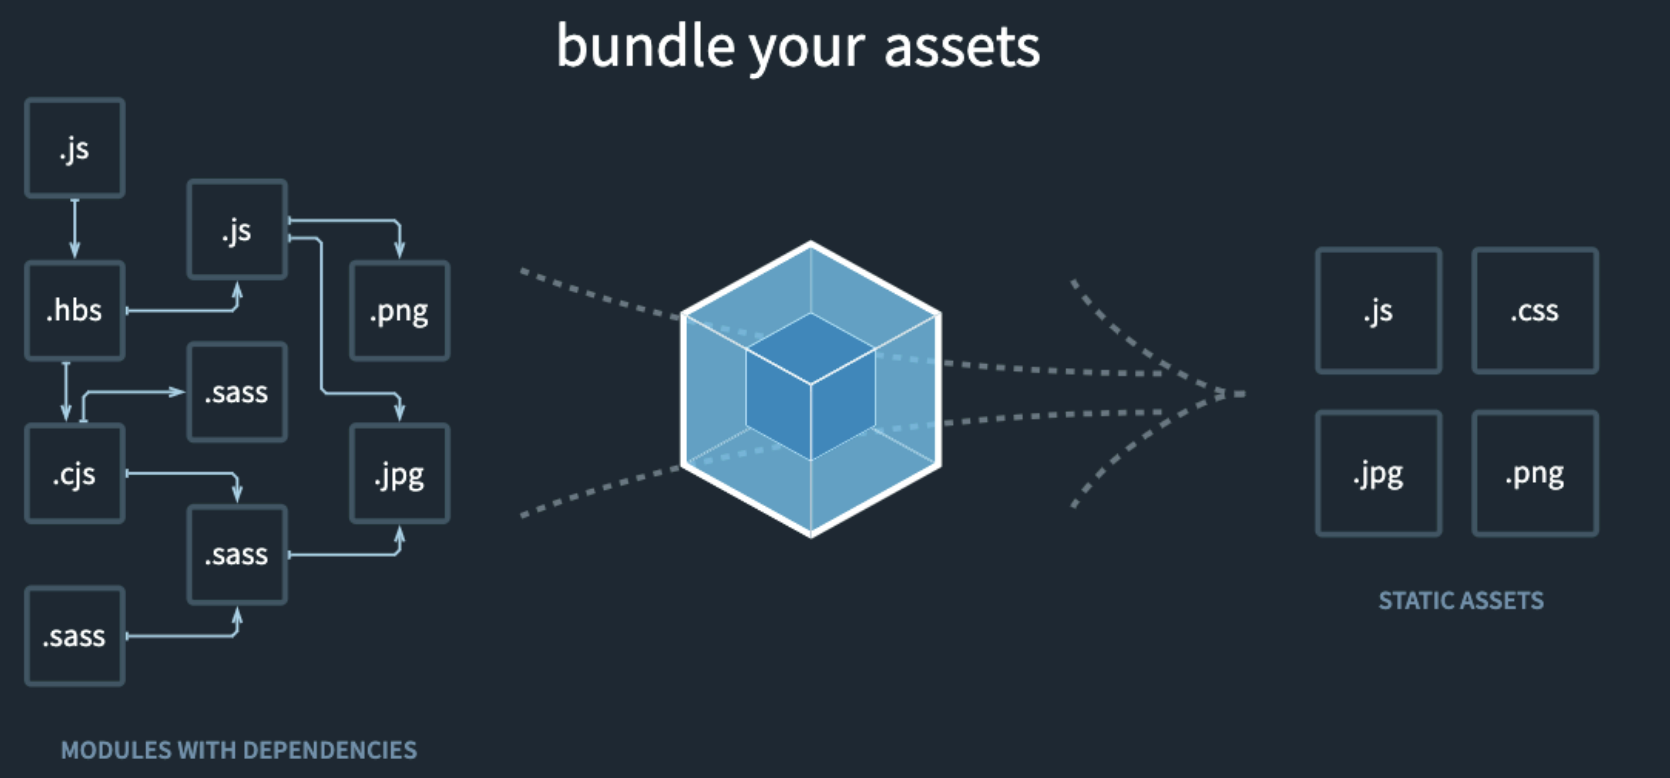 bundle your assets
.js
.js
.hbs
.png
.sass
.cjs
.jpg
.sass
.sass
MODULES WITH DEPENDENCIES
.js
.css
.jpg
.png
STATIC ASSETS